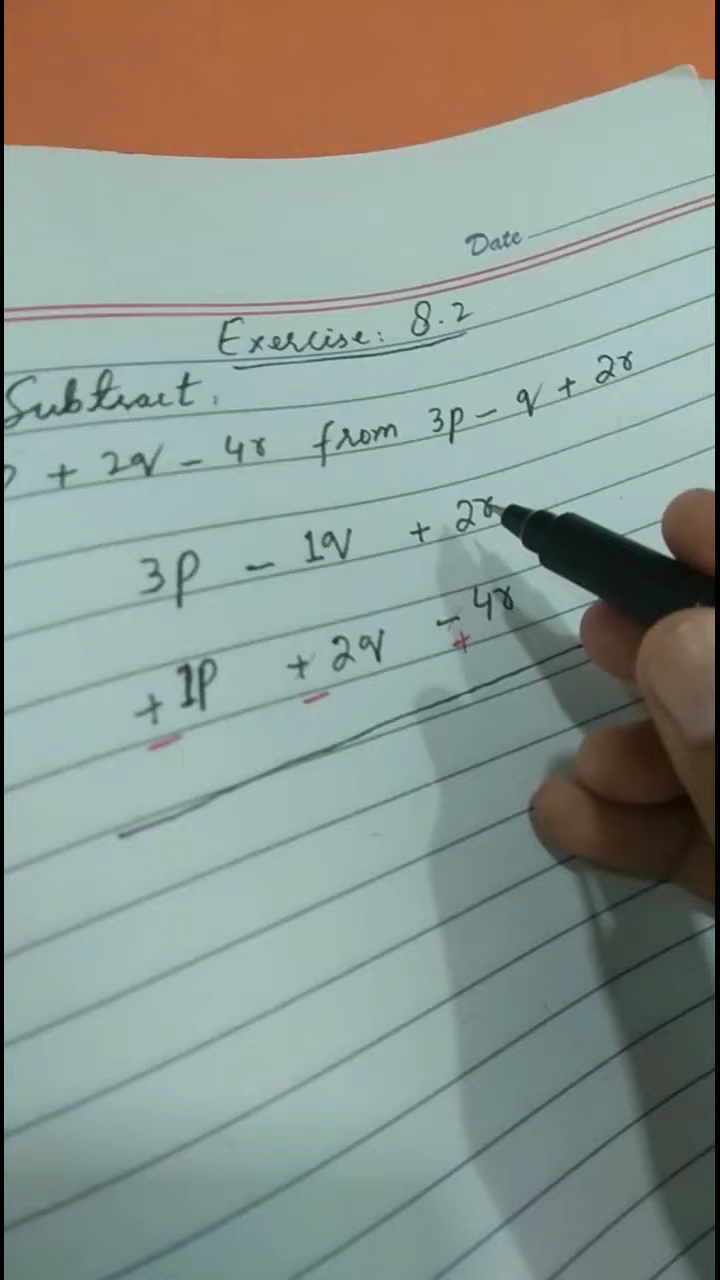 Date
Exercise: 8.2
Subtract.
p + 2q - 4r from 3p - q + 2r
3p - 1q + 2r
+ 1p + 2q - 4r
- - +